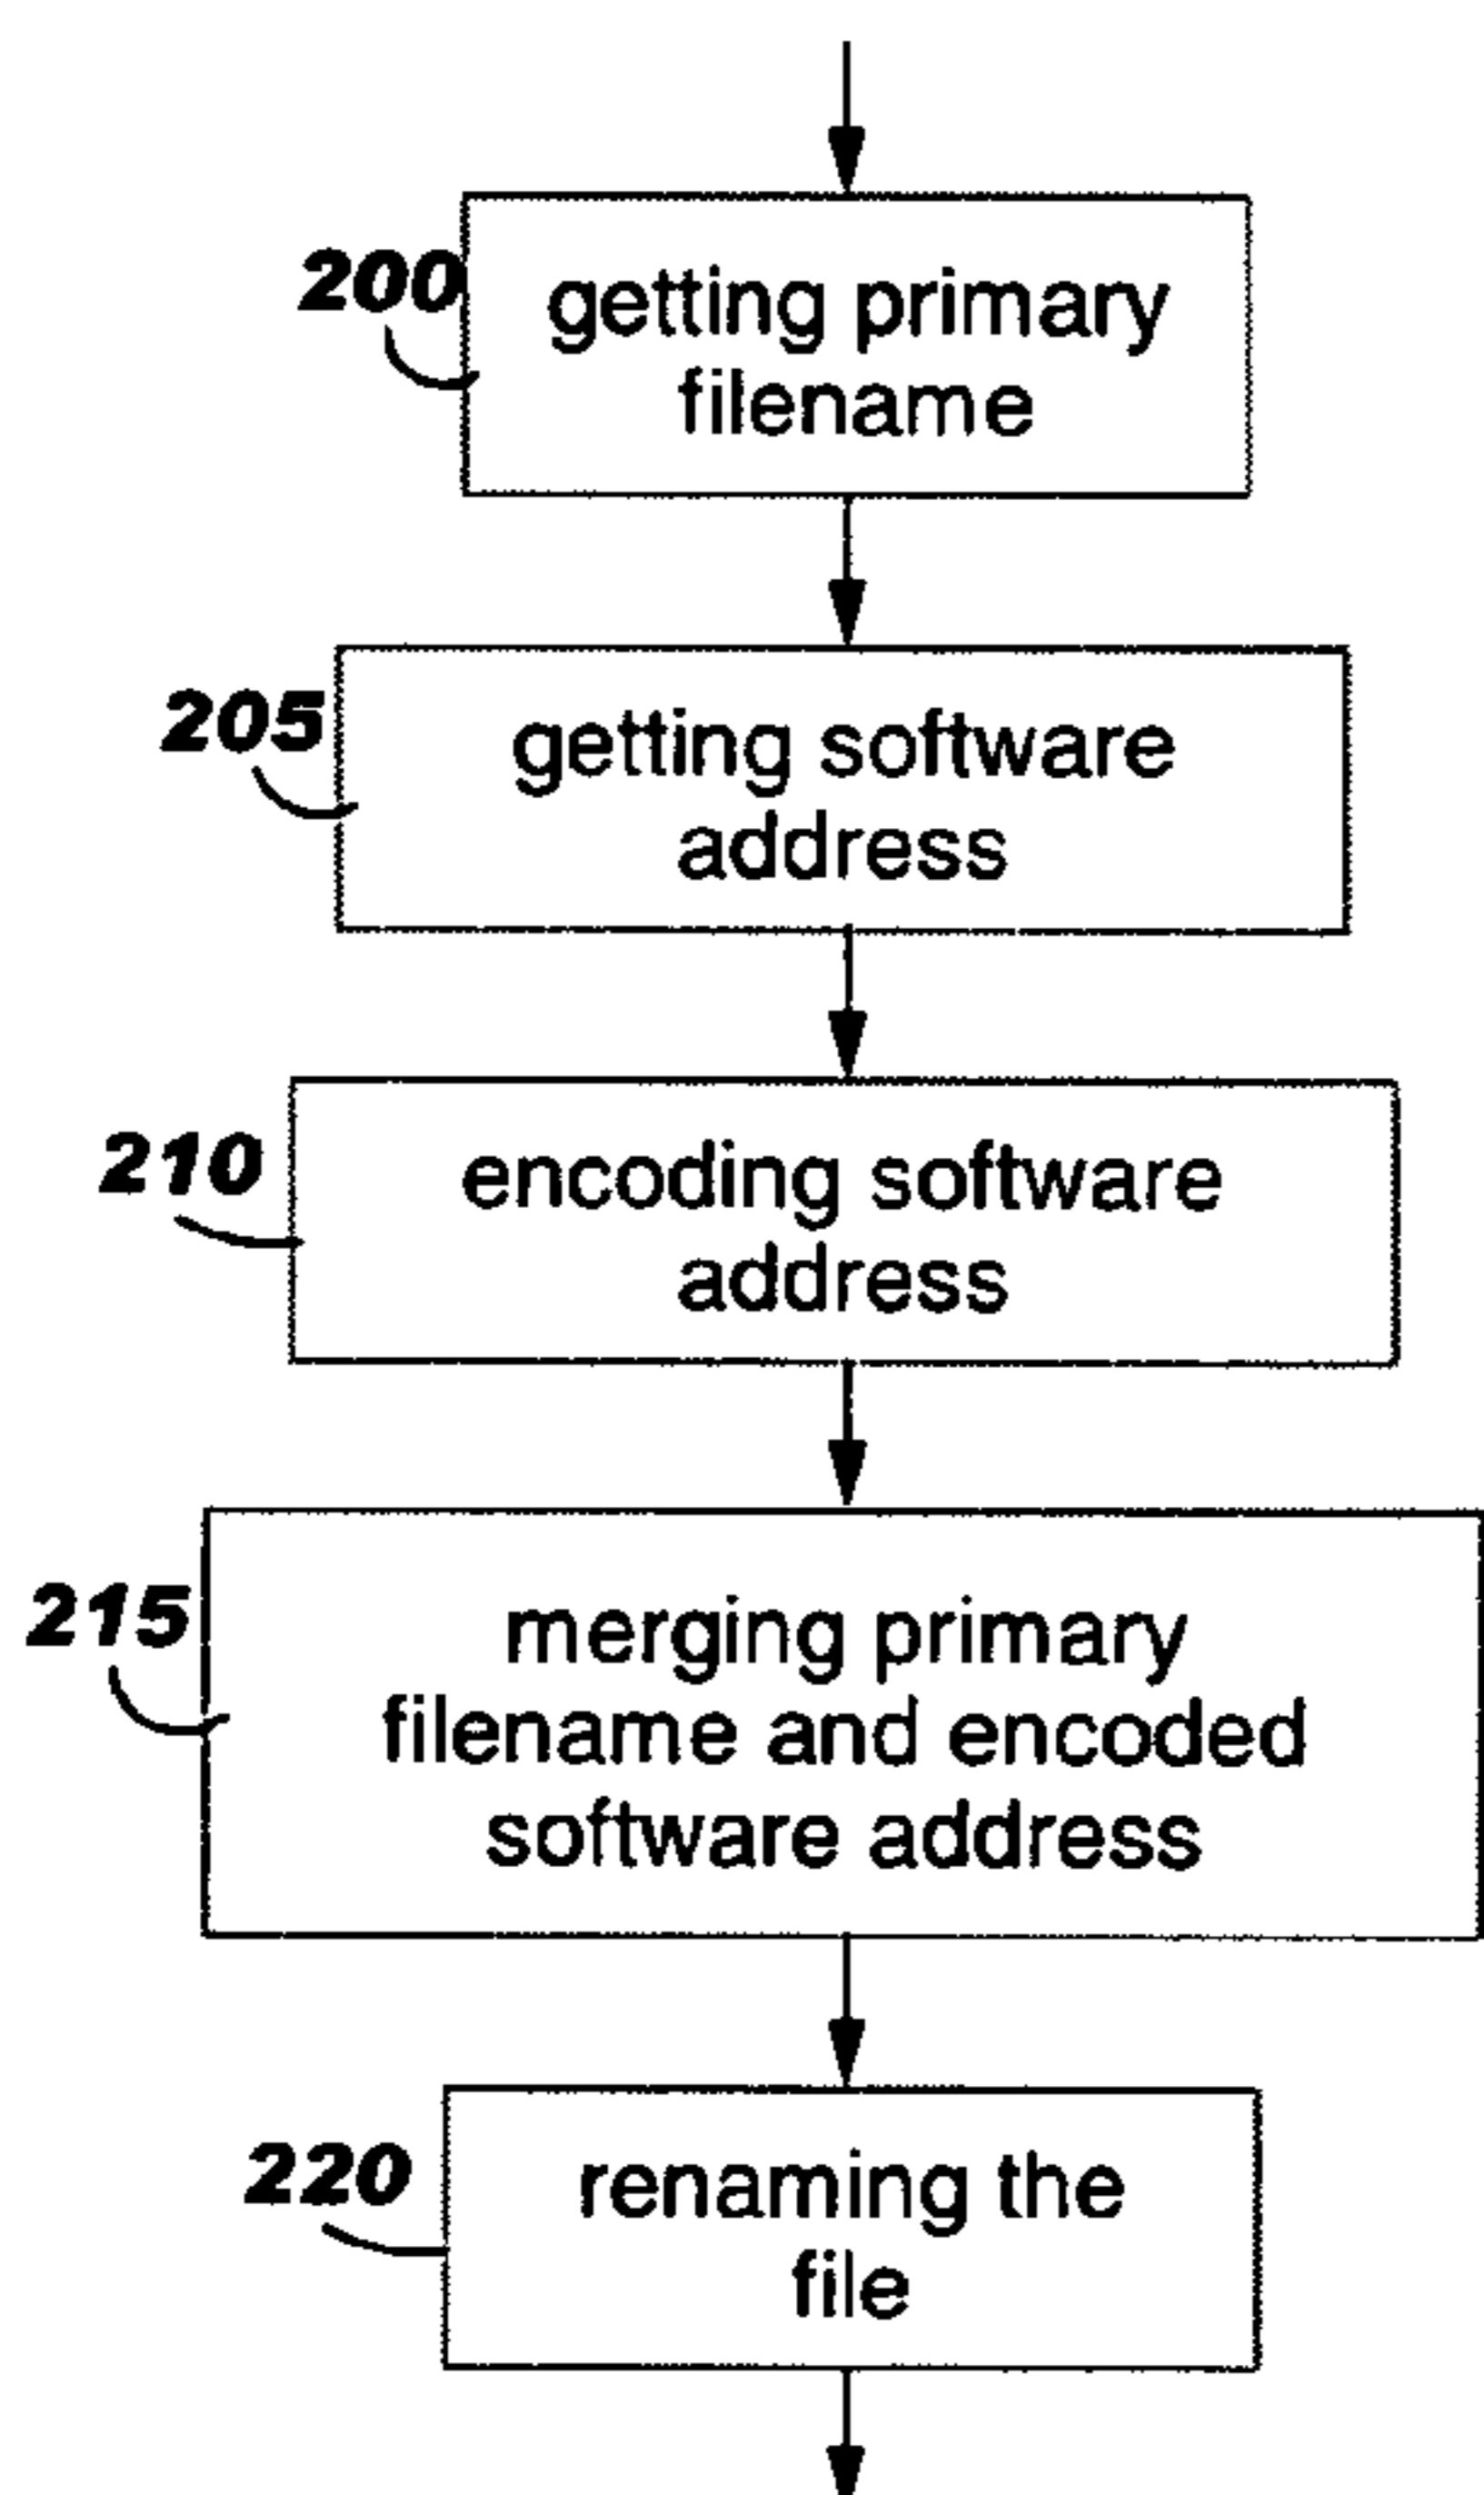 200
getting primary
filename
205
getting software
address
210
encoding software
address
215
merging primary
filename and encoded
software address
220
renaming the
file